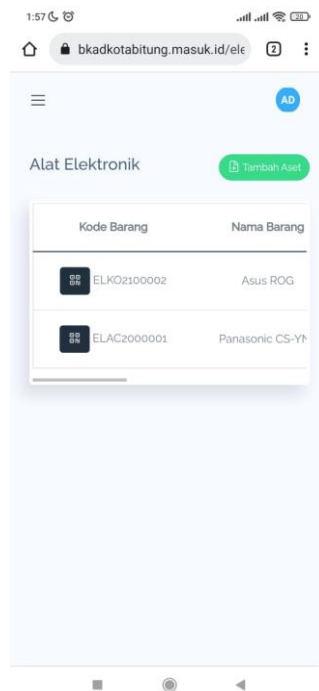 1:57
20
bkadkotabitung.masuk.id/ele
2
AD
Alat Elektronik
Tambah Aset
Kode Barang Nama Barang
ELKO2100002 Asus ROG
ELAC2000001 Panasonic CS-YN